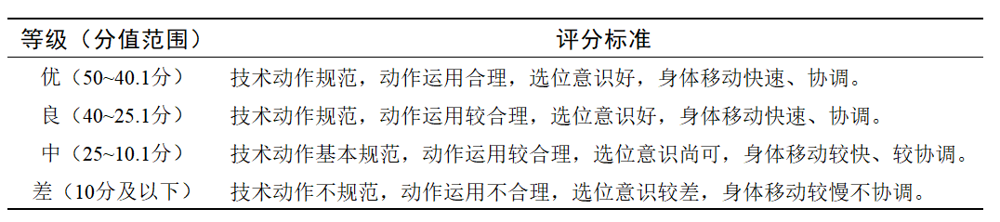 等级（分值范围） 评分标准
优（50~40.1分） 技术动作规范，动作运用合理，选位意识好，身体移动快速、协调。
良（40~25.1分） 技术动作规范，动作运用较合理，选位意识好，身体移动快速、协调。
中（25~10.1分） 技术动作基本规范，动作运用较合理，选位意识尚可，身体移动较快、较协调。
差（10分及以下） 技术动作不规范，动作运用不合理，选位意识较差，身体移动较慢不协调。